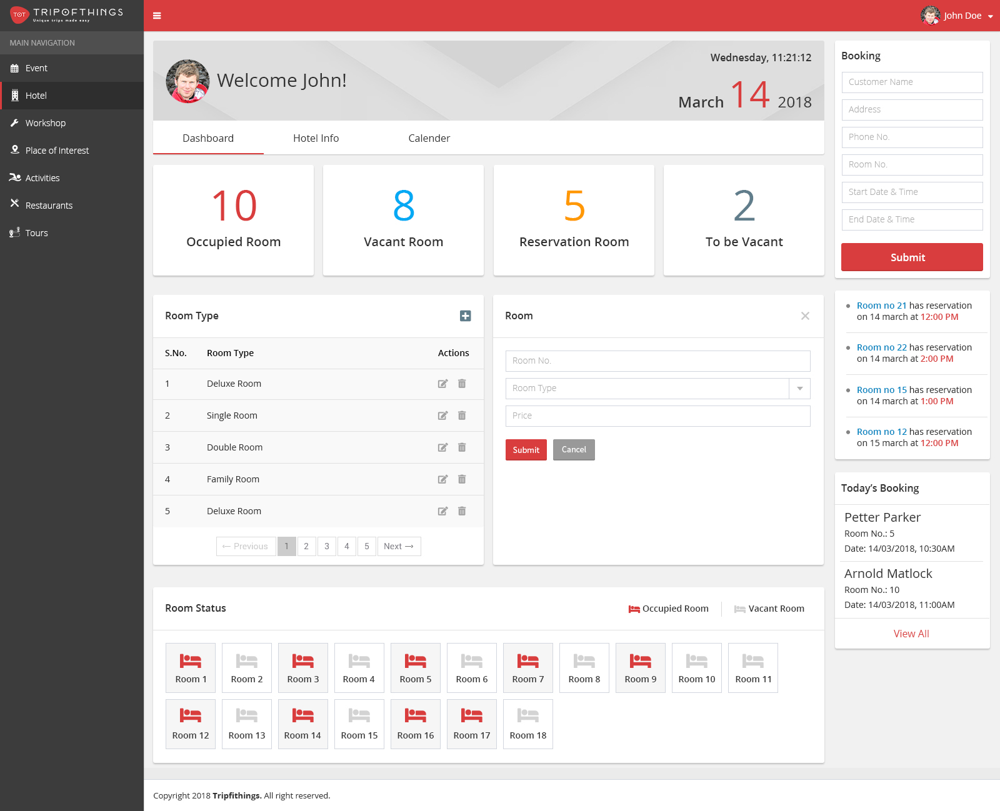 TOT TRIPOFTHINGS
Unique trips made easy
John Doe
MAIN NAVIGATION
Event
Hotel
Workshop
Place of Interest
Activities
Restaurants
Tours
Welcome John!
Wednesday, 11:21:12
March 14 2018
Dashboard Hotel Info Calender
10
Occupied Room
8
Vacant Room
5
Reservation Room
2
To be Vacant
Room Type
S.No. Room Type Actions
1 Deluxe Room
2 Single Room
3 Double Room
4 Family Room
5 Deluxe Room
← Previous 1 2 3 4 5 Next →
Room
Room No.
Room Type
Price
Submit Cancel
Room Status
Occupied Room Vacant Room
Room 1 Room 2 Room 3 Room 4 Room 5 Room 6 Room 7 Room 8 Room 9 Room 10 Room 11
Room 12 Room 13 Room 14 Room 15 Room 16 Room 17 Room 18
Booking
Customer Name
Address
Phone No.
Room No.
Start Date & Time
End Date & Time
Submit
Room no 21 has reservation
on 14 march at 12:00 PM
Room no 22 has reservation
on 14 march at 2:00 PM
Room no 15 has reservation
on 14 march at 1:00 PM
Room no 12 has reservation
on 15 march at 12:00 PM
Today’s Booking
Petter Parker
Room No.: 5
Date: 14/03/2018, 10:30AM
Arnold Matlock
Room No.: 10
Date: 14/03/2018, 11:00AM
View All
Copyright 2018 Tripfithings. All right reserved.